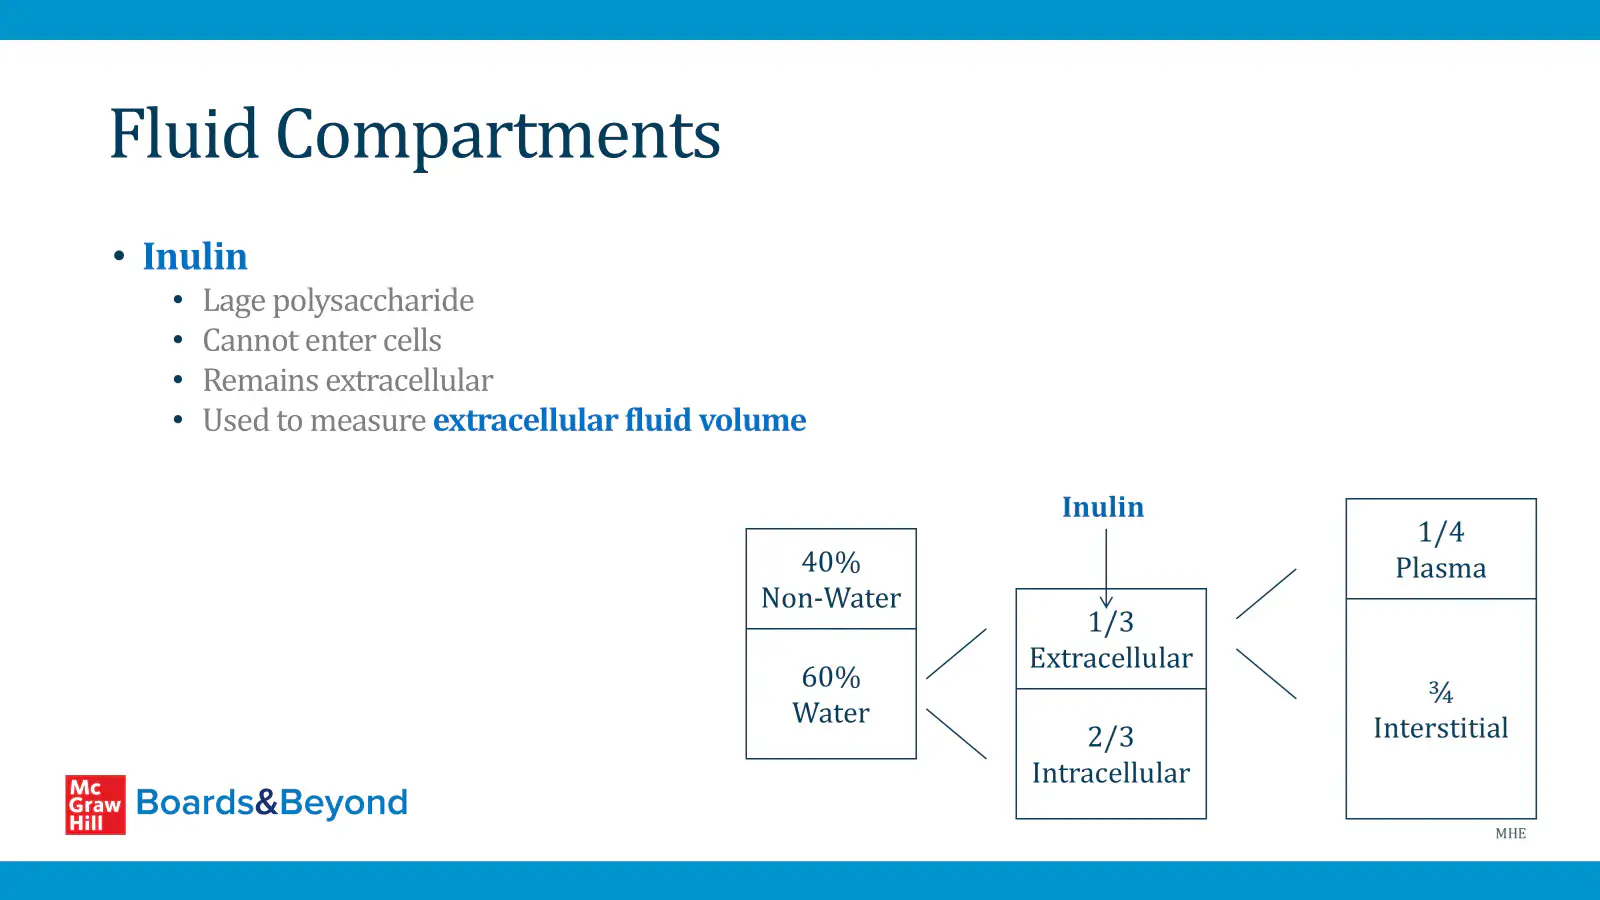 Fluid Compartments
• Inulin
• Lage polysaccharide
• Cannot enter cells
• Remains extracellular
• Used to measure extracellular fluid volume
Inulin
40%
Non-Water
60%
Water
1/3
Extracellular
2/3
Intracellular
1/4
Plasma
¾
Interstitial
Mc
Graw
Hill
Boards&Beyond
MHE